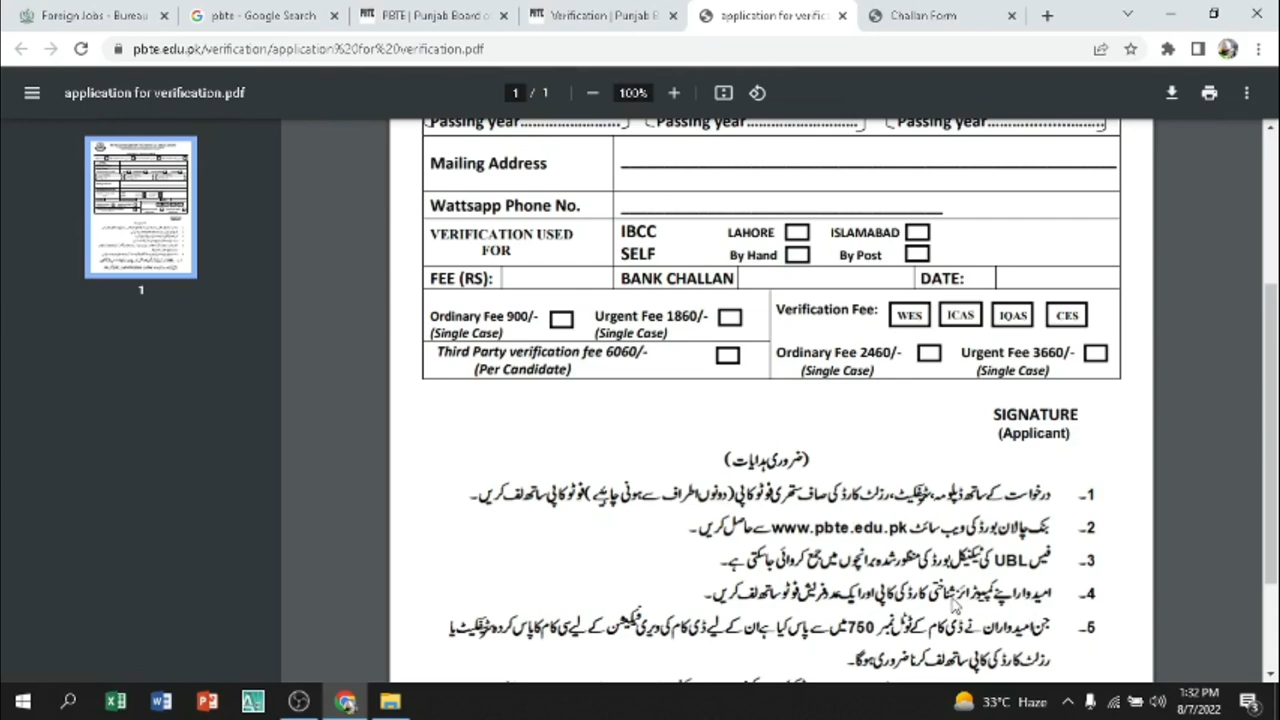 Foreign Jobs - Bureau
pbte - Google Search
PBTE | Punjab Board o
Verification | Punjab B
application for verific
Challan Form
pbte.edu.pk/verification/application%20for%20verification.pdf
application for verification.pdf
1 / 1
100%
Passing year
Passing year
Passing year
Mailing Address
Wattsapp Phone No.
VERIFICATION USED FOR
IBCC LAHORE ISLAMABAD
SELF By Hand By Post
FEE (RS): BANK CHALLAN DATE:
Ordinary Fee 900/- Urgent Fee 1860/-
(Single Case) (Single Case)
Third Party verification fee 6060/-
(Per Candidate)
Verification Fee: WES ICAS IQAS CES
Ordinary Fee 2460/- Urgent Fee 3660/-
(Single Case) (Single Case)
1
SIGNATURE
(Applicant)
(ضروری ہدایات)
1۔ درخواست کے ساتھ ڈپلومہ، سرٹیفکیٹ، رزلٹ کارڈ کی صاف ستھری فوٹو کاپی (دونوں اطراف سے ہونی چاہیئے) فوٹو کاپی ساتھ لف کریں۔
2۔ بنک چالان بورڈ کی ویب سائٹ www.pbte.edu.pk سے حاصل کریں۔
3۔ فیس UBL کی ٹیکنیکل بورڈ کی منظور شدہ برانچوں میں جمع کروائی جاسکتی ہے۔
4۔ امیدوار اپنے کمپیوٹرائز شناختی کارڈ کی کاپی اور ایک عدد فریش فوٹو ساتھ لف کریں۔
5۔ جن امیدواران نے ڈی کام کے ٹوٹل نمبر 750 میں سے پاس کیا ہے ان کے لیے ڈی کام کی ویری فیکیشن کے لیے سی کام کا پاس کردہ سرٹیفکیٹ یا
رزلٹ کارڈ کی کاپی ساتھ لف کرنا ضروری ہوگا۔
33°C Haze
1:32 PM
8/7/2022
3